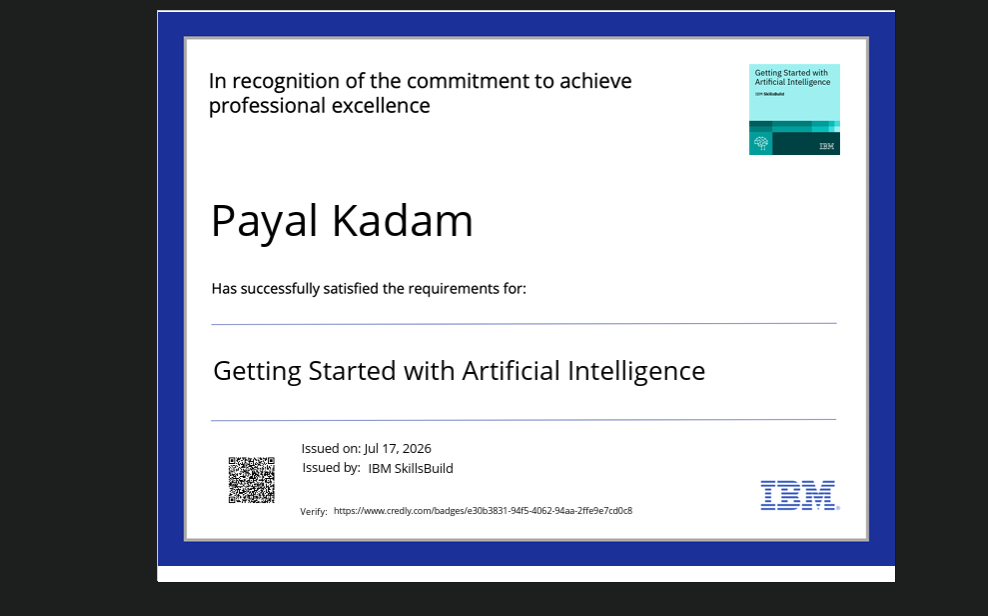 In recognition of the commitment to achieve
professional excellence
Getting Started with
Artificial Intelligence
IBM SkillsBuild
IBM
Payal Kadam
Has successfully satisfied the requirements for:
Getting Started with Artificial Intelligence
Issued on: Jul 17, 2026
Issued by: IBM SkillsBuild
Verify: https://www.credly.com/badges/e30b3831-94f5-4062-94aa-2ffe9e7cd0c8
IBM®